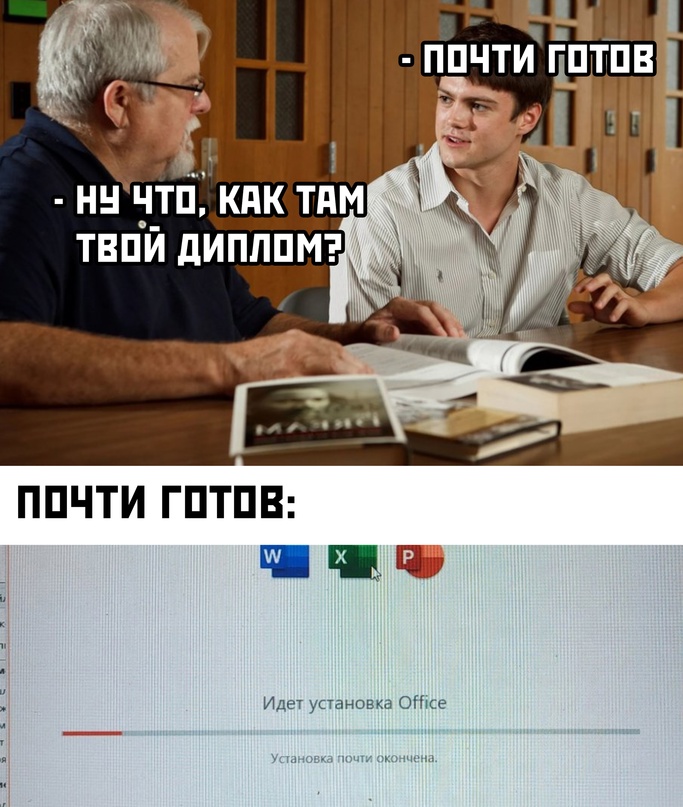 - ПОЧТИ ГОТОВ
- НУ ЧТО, КАК ТАМ
ТВОЙ ДИПЛОМ?
ПОЧТИ ГОТОВ:
W X P
Идет установка Office
Установка почти окончена.